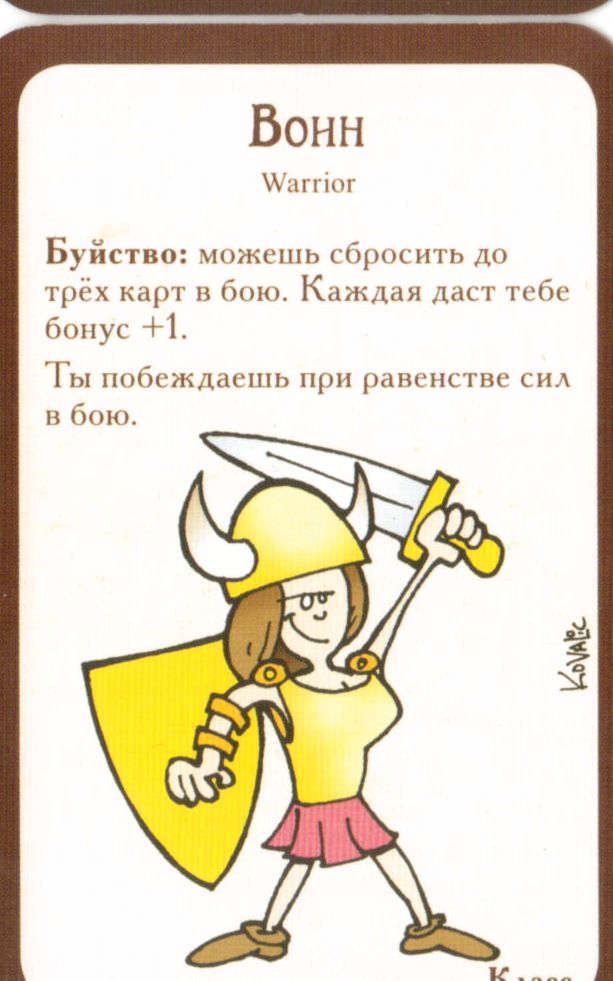 Воин
Warrior
Буйство: можешь сбросить до
трёх карт в бою. Каждая даст тебе
бонус +1.
Ты побеждаешь при равенстве сил
в бою.
KOVALIC
Класс